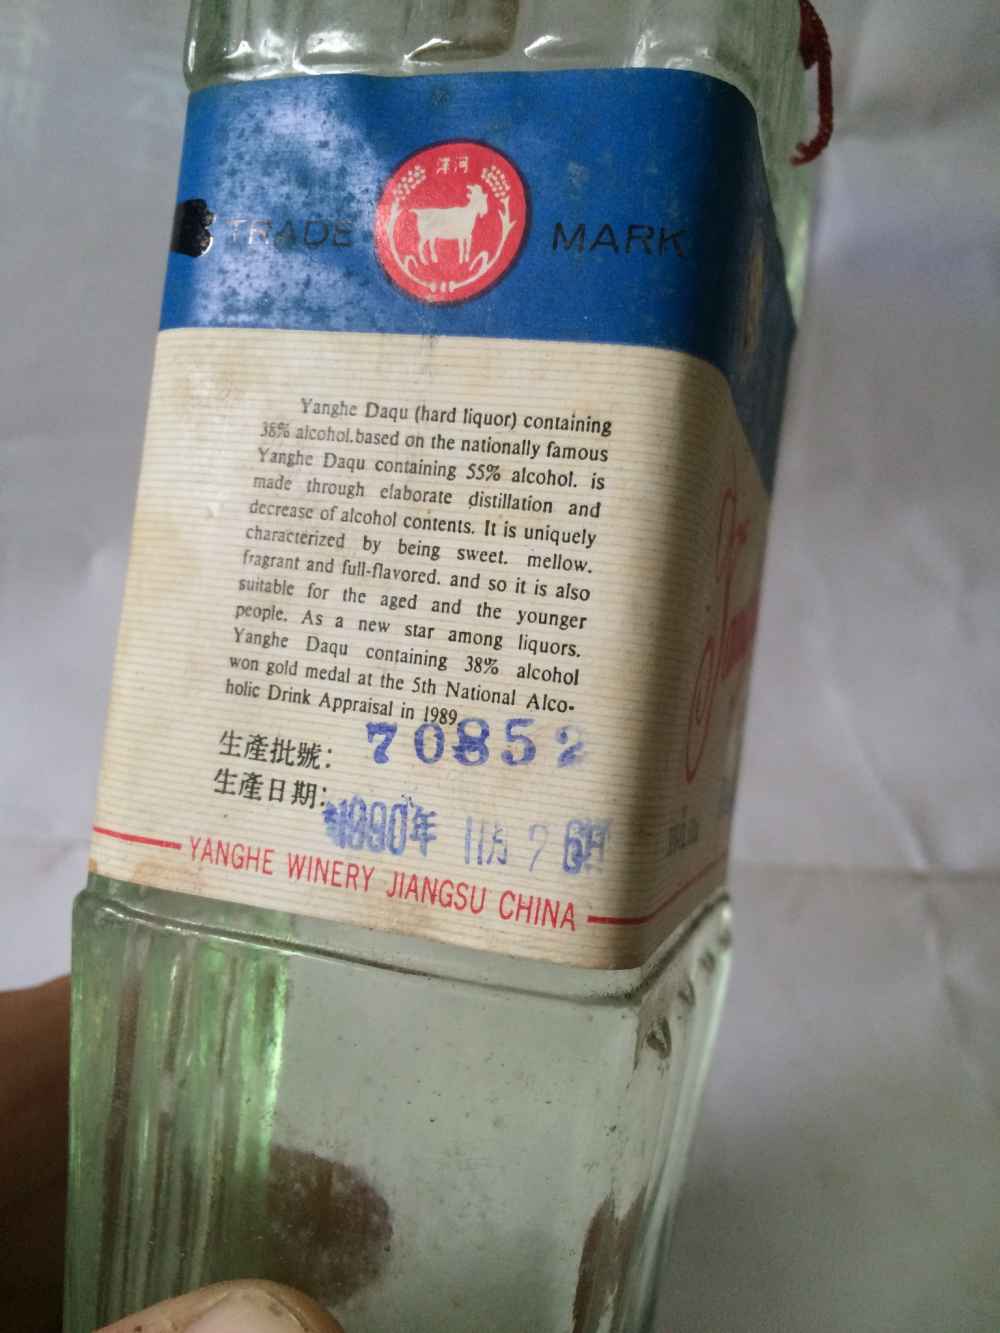 洋河
TRADE MARK
Yanghe Daqu (hard liquor) containing
38% alcohol.based on the nationally famous
Yanghe Daqu containing 55% alcohol. is
made through elaborate distillation and
decrease of alcohol contents. It is uniquely
characterized by being sweet. mellow.
fragrant and full-flavored. and so it is also
suitable for the aged and the younger
people. As a new star among liquors.
Yanghe Daqu containing 38% alcohol
won gold medal at the 5th National Alco-
holic Drink Appraisal in 1989
生產批號: 70852
生產日期: 1990年 11月
YANGHE WINERY JIANGSU CHINA